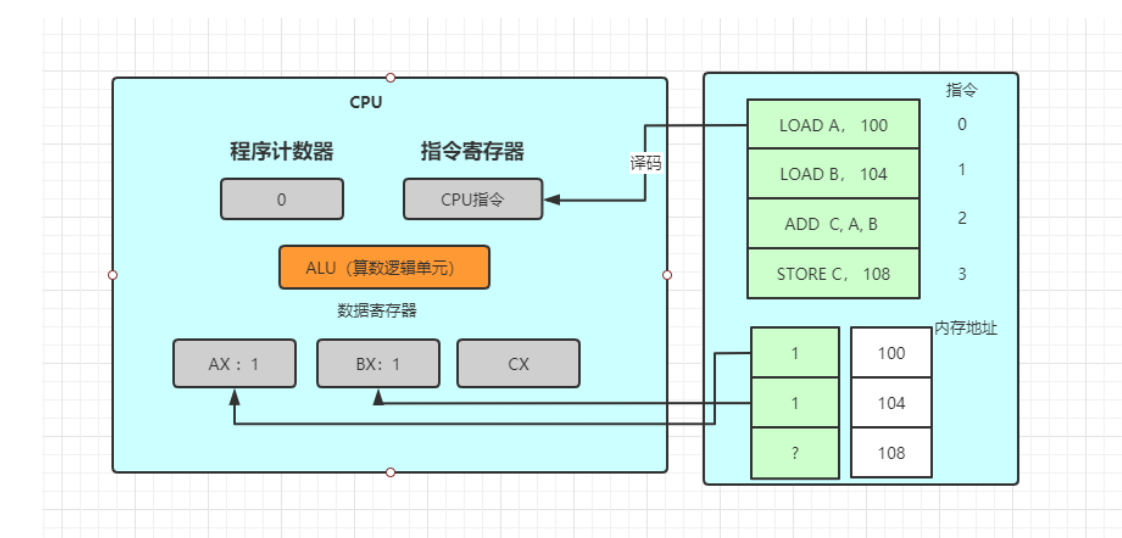 CPU
程序计数器
指令寄存器
0
CPU指令
ALU（算数逻辑单元）
数据寄存器
AX：1
BX：1
CX
译码
指令
LOAD A， 100
0
LOAD B， 104
1
ADD C, A, B
2
STORE C， 108
3
内存地址
1
100
1
104
?
108